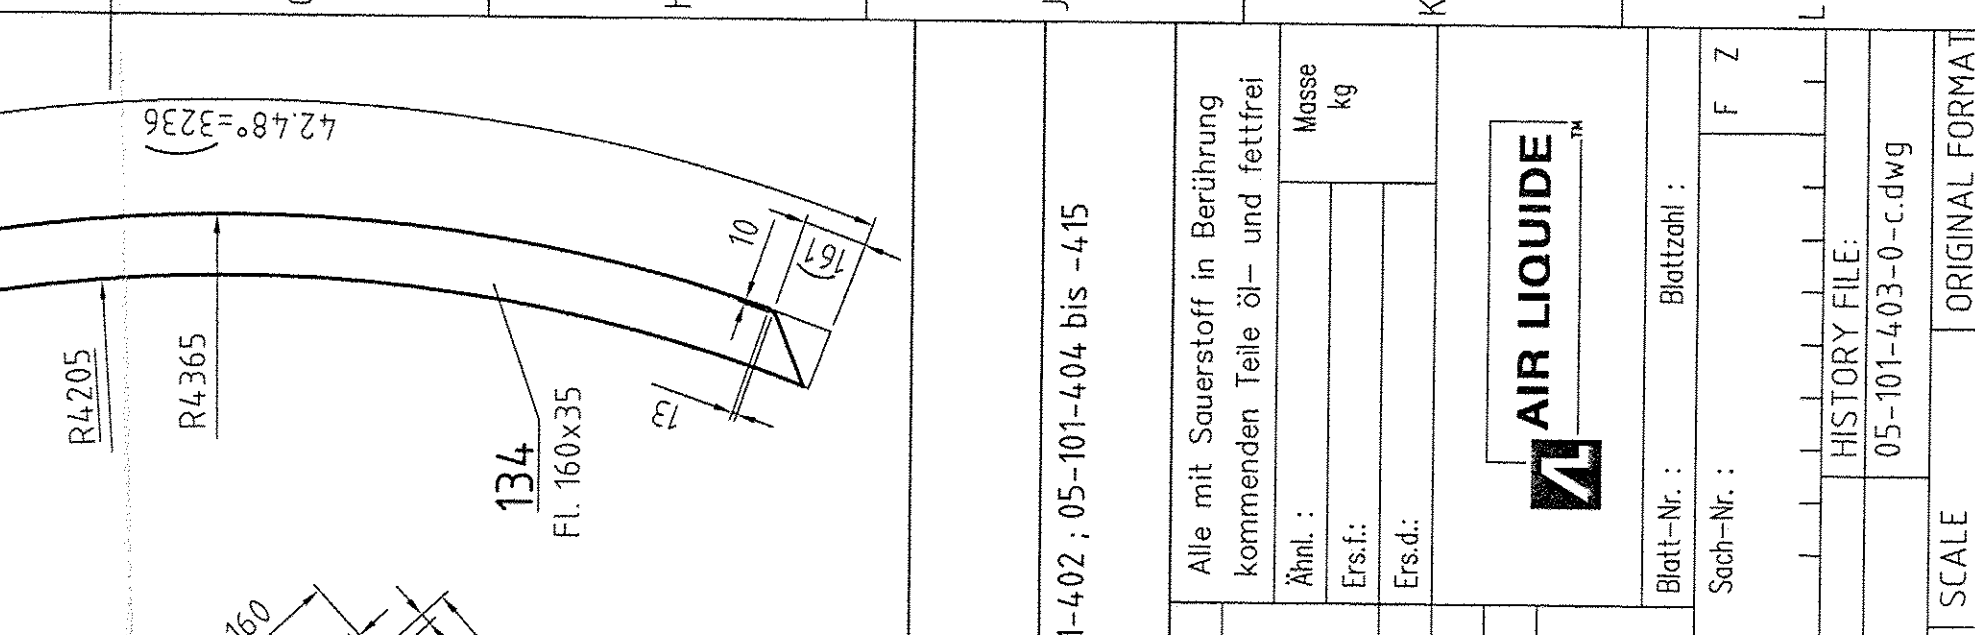 G
H
J
K
L
42.48°=3236
10
161
R4205
R4365
13
134
Fl. 160x35
160
1-402 ; 05-101-404 bis -415
Alle mit Sauerstoff in Berührung
kommenden Teile öl- und fettfrei
Masse
kg
Ähnl. :
Ers.f.:
Ers.d.:
AIR LIQUIDE
TM
Blatt-Nr. :
Blattzahl :
Sach-Nr. :
F Z
HISTORY FILE:
05-101-403-0-c.dwg
SCALE
ORIGINAL FORMAT